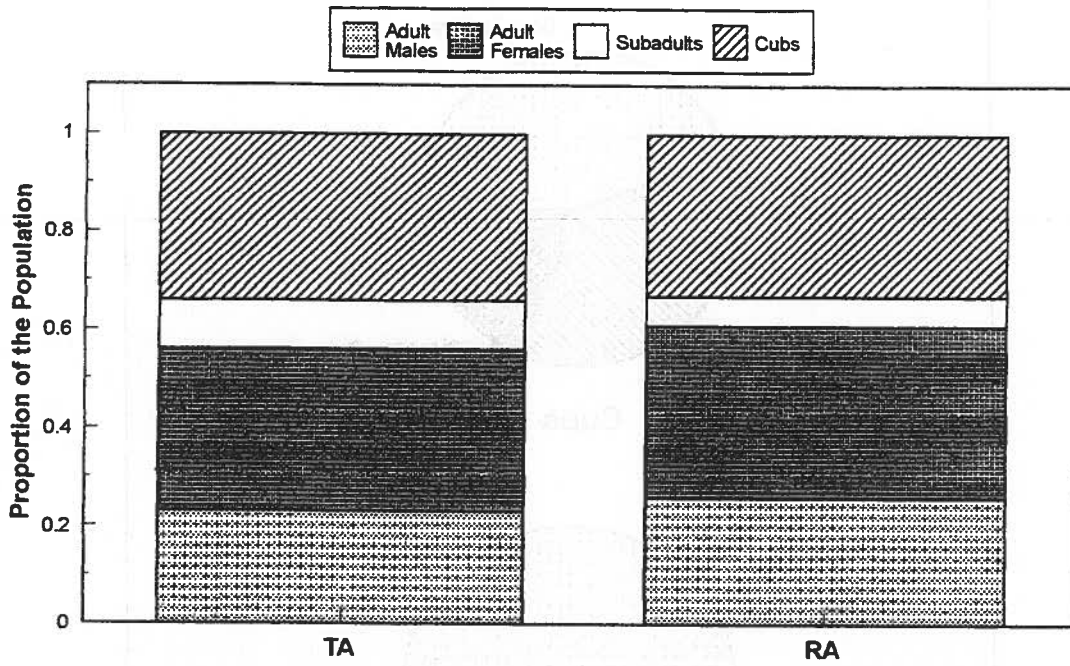 Adult Males
Adult Females
Subadults
Cubs
Proportion of the Population
1
0.8
0.6
0.4
0.2
0
TA
RA